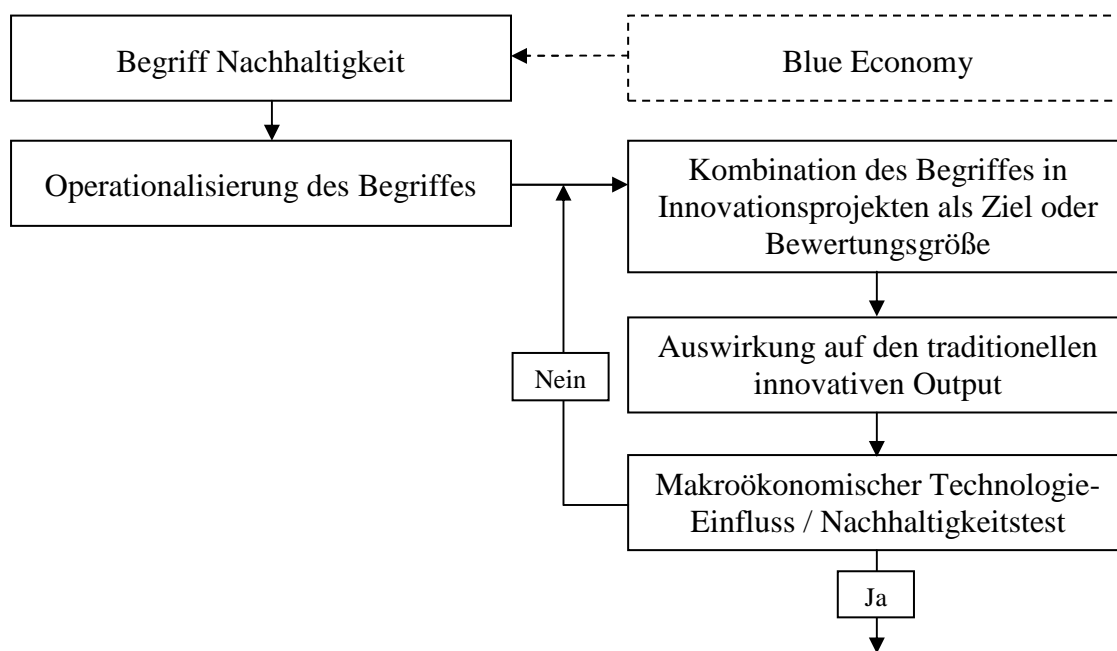 Begriff Nachhaltigkeit
Blue Economy
Operationalisierung des Begriffes
Kombination des Begriffes in
Innovationsprojekten als Ziel oder
Bewertungsgröße
Auswirkung auf den traditionellen
innovativen Output
Nein
Makroökonomischer Technologie-
Einfluss / Nachhaltigkeitstest
Ja